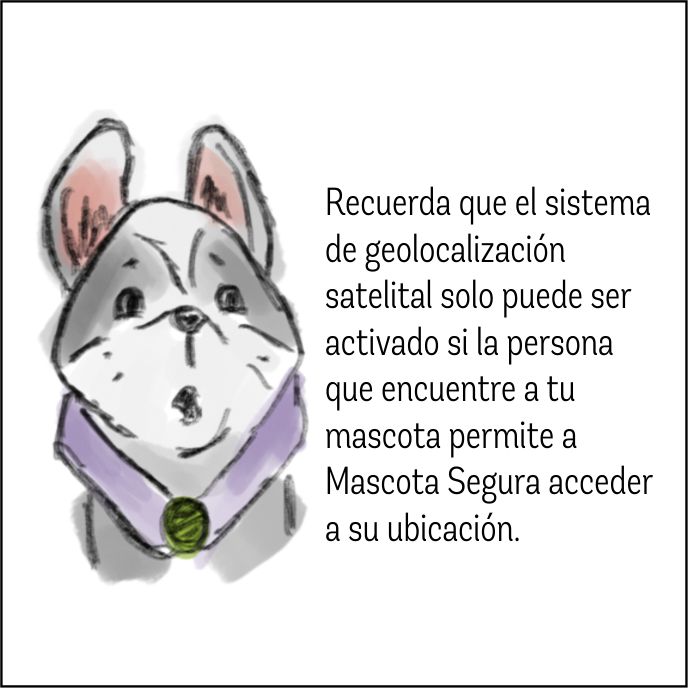 Recuerda que el sistema
de geolocalización
satelital solo puede ser
activado si la persona
que encuentre a tu
mascota permite a
Mascota Segura acceder
a su ubicación.